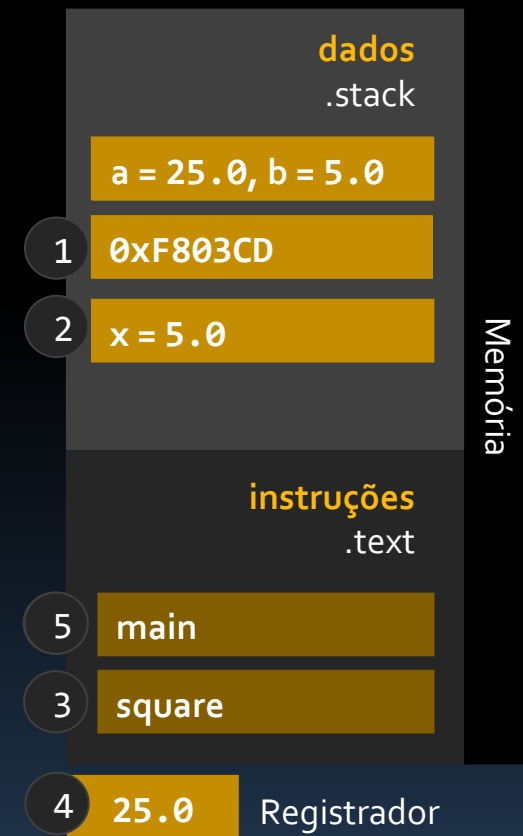 dados
.stack
a = 25.0, b = 5.0
1 0xF803CD
2 x = 5.0
Memória
instruções
.text
5 main
3 square
4 25.0 Registrador